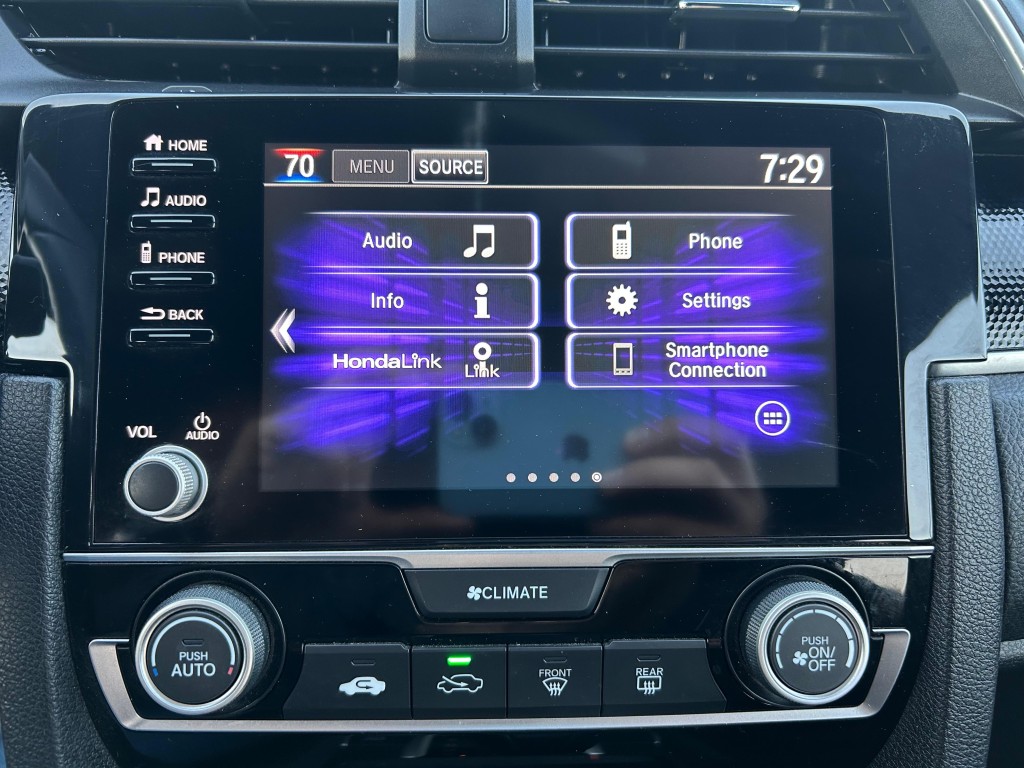 HOME
AUDIO
PHONE
BACK
VOL
AUDIO
70 MENU SOURCE 7:29
Audio
Phone
Info
Settings
HondaLink
Link
Smartphone
Connection
CLIMATE
PUSH
AUTO
FRONT
REAR
PUSH
ON/
OFF